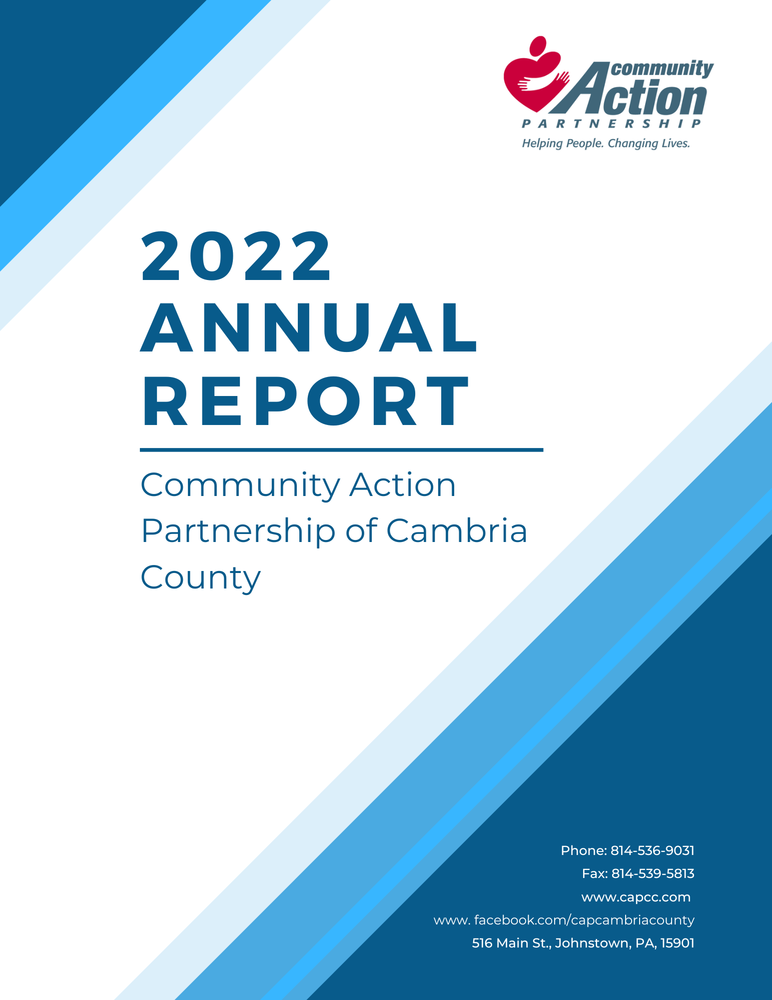 community
Action
PARTNERSHIP
Helping People. Changing Lives.
2022
ANNUAL
REPORT
Community Action
Partnership of Cambria
County
Phone: 814-536-9031
Fax: 814-539-5813
www.capcc.com
www. facebook.com/capcambriacounty
516 Main St., Johnstown, PA, 15901